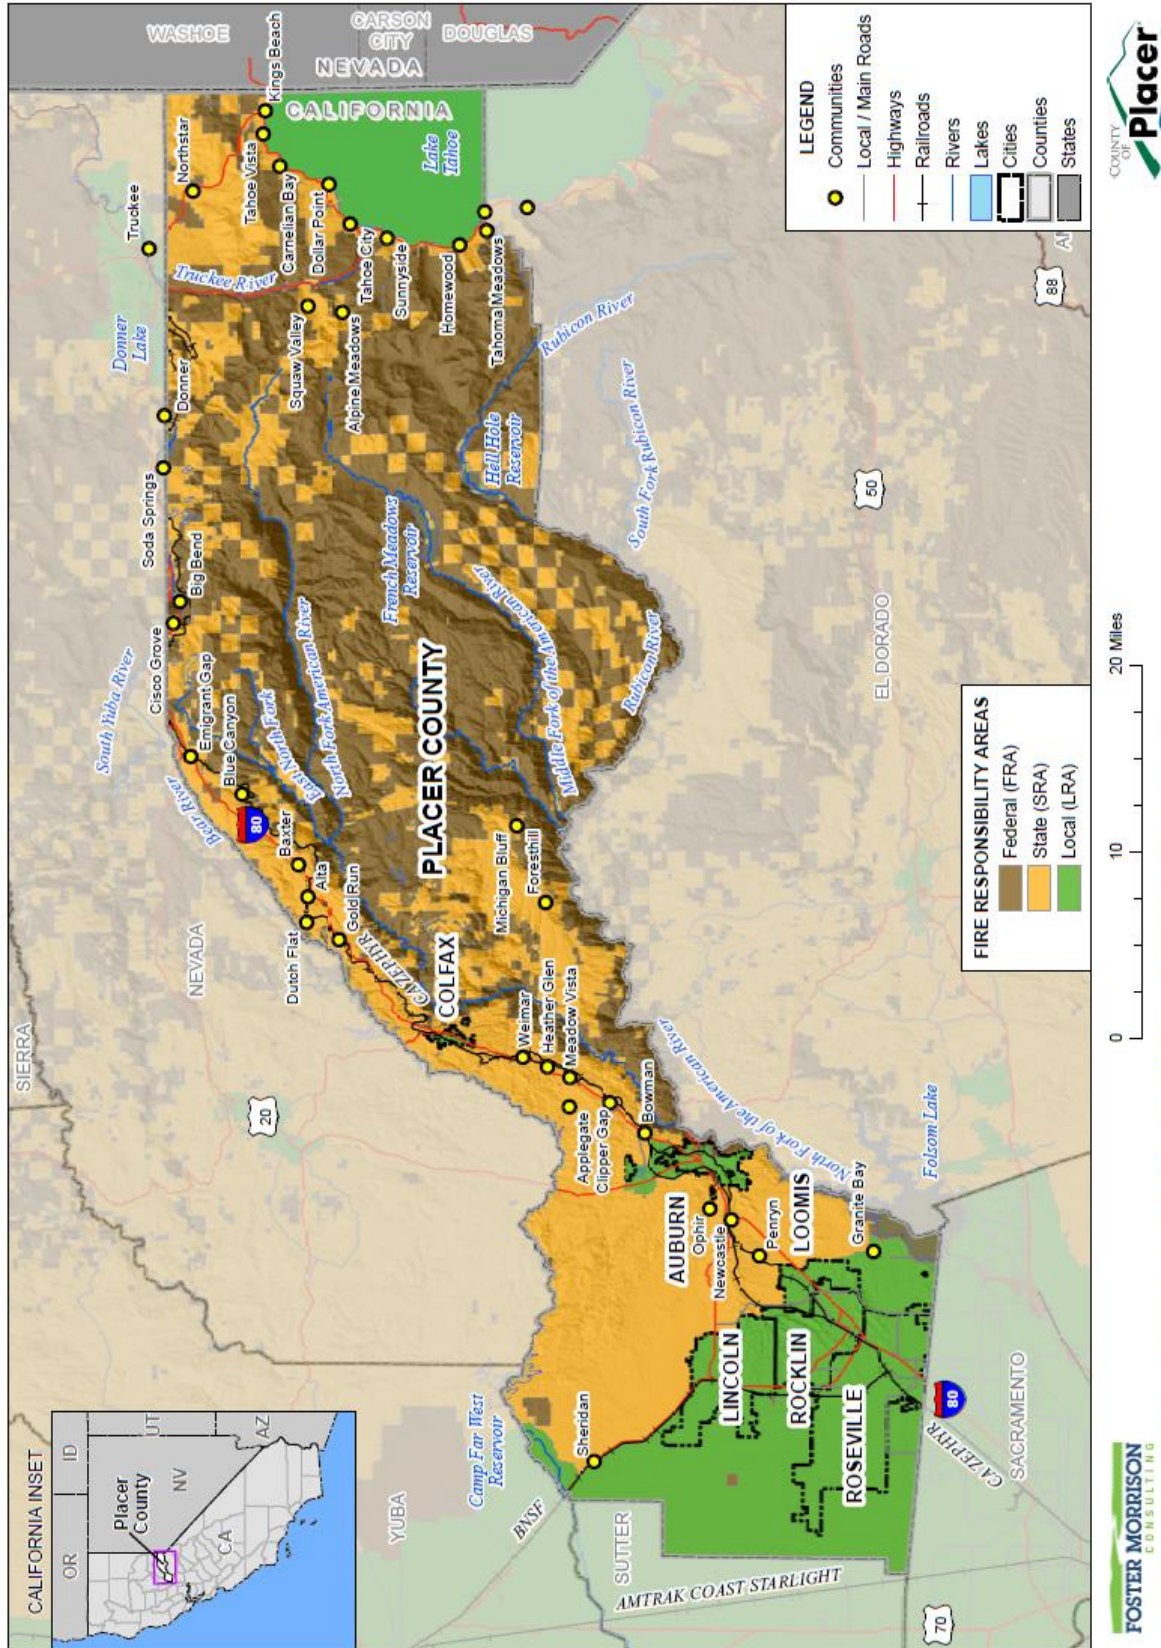 CALIFORNIA INSET
OR
ID
Placer
County
NV
UT
CA
AZ
SIERRA
NEVADA
YUBA
SUTTER
SACRAMENTO
EL DORADO
WASHOE
CARSON
CITY
DOUGLAS
NEVADA
CALIFORNIA
20
80
80
70
50
88
South Yuba River
Bear River
Donner
Lake
Truckee River
Lake
Tahoe
Truckee
Northstar
Kings Beach
Tahoe Vista
Carnelian Bay
Dollar Point
Tahoe City
Sunnyside
Homewood
Tahoma Meadows
Squaw Valley
Alpine Meadows
Donner
Soda Springs
Big Bend
Cisco Grove
Emigrant Gap
Blue Canyon
Baxter
Alta
Dutch Flat
Gold Run
CA ZEPHYR
COLFAX
East North Fork
North Fork American River
French Meadows
Reservoir
Hell Hole
Reservoir
Rubicon River
South Fork Rubicon River
Middle Fork of the American River
Rubicon River
PLACER COUNTY
Michigan Bluff
Foresthill
Weimar
Heather Glen
Meadow Vista
Applegate
Clipper Gap
Bowman
North Fork of the American River
Folsom Lake
AUBURN
Ophir
Newcastle
Penryn
LOOMIS
Granite Bay
LINCOLN
ROCKLIN
ROSEVILLE
Sheridan
Camp Far West
Reservoir
BNSF
CA ZEPHYR
AMTRAK COAST STARLIGHT
FIRE RESPONSIBILITY AREAS
Federal (FRA)
State (SRA)
Local (LRA)
LEGEND
Communities
Local / Main Roads
Highways
Railroads
Rivers
Lakes
Cities
Counties
States
0 10 20 Miles
FOSTER MORRISON
CONSULTING
COUNTY
OF
Placer